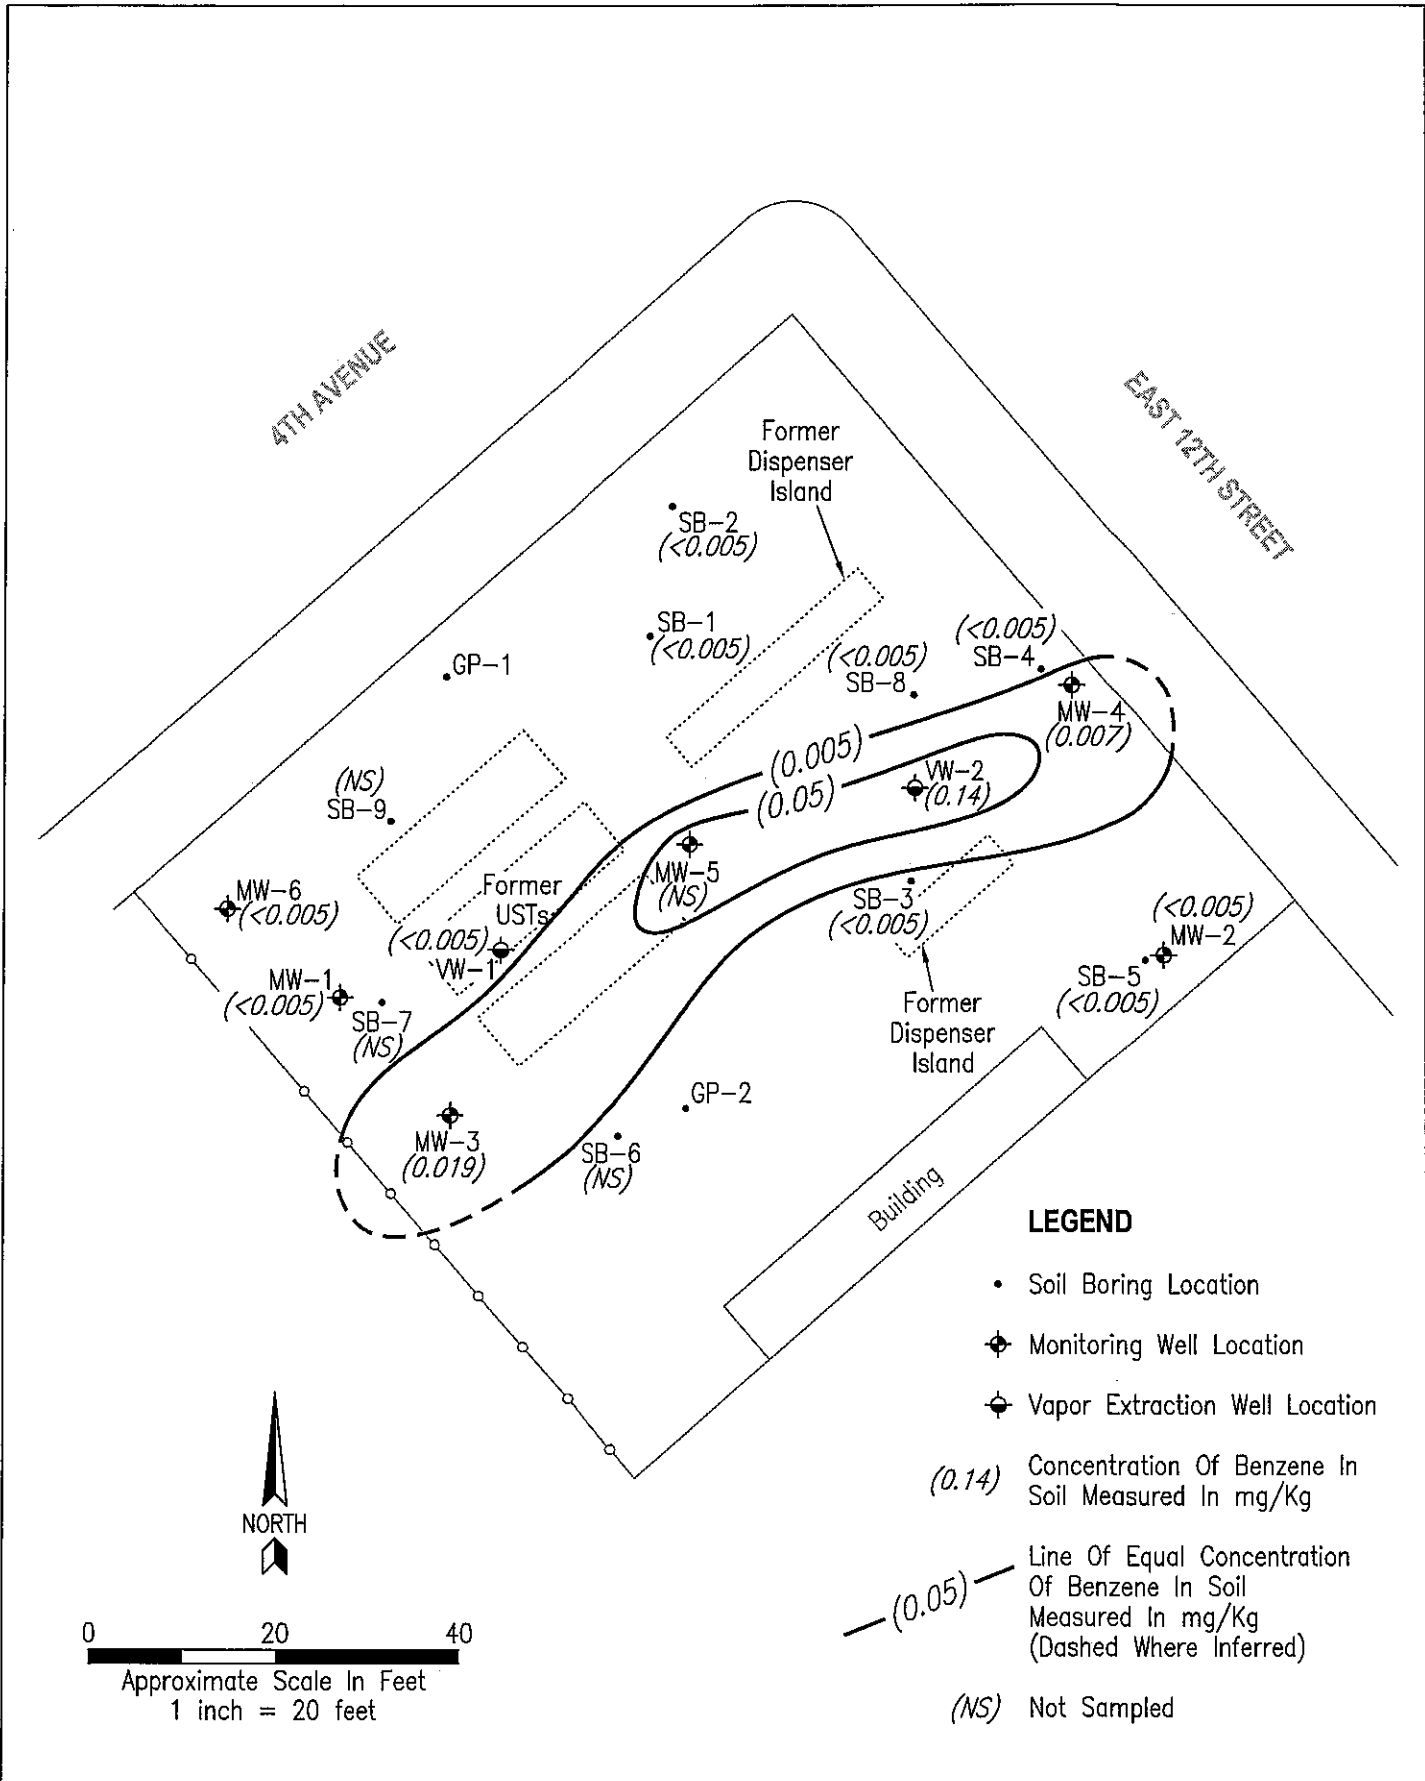 4TH AVENUE
EAST 12TH STREET
Former
Dispenser
Island
SB-2
(<0.005)
SB-1
(<0.005)
GP-1
(<0.005)
SB-8
(<0.005)
SB-4
MW-4
(0.007)
(0.005)
(0.05)
VW-2
(0.14)
(NS)
SB-9
MW-5
(NS)
Former
USTs
MW-6
(<0.005)
(<0.005)
VW-1
SB-3
(<0.005)
(<0.005)
MW-2
SB-5
(<0.005)
MW-1
(<0.005)
SB-7
(NS)
Former
Dispenser
Island
GP-2
MW-3
(0.019)
SB-6
(NS)
Building
LEGEND
Soil Boring Location
Monitoring Well Location
Vapor Extraction Well Location
(0.14) Concentration Of Benzene In
Soil Measured In mg/Kg
(0.05) Line Of Equal Concentration
Of Benzene In Soil
Measured In mg/Kg
(Dashed Where Inferred)
(NS) Not Sampled
NORTH
0 20 40
Approximate Scale In Feet
1 inch = 20 feet